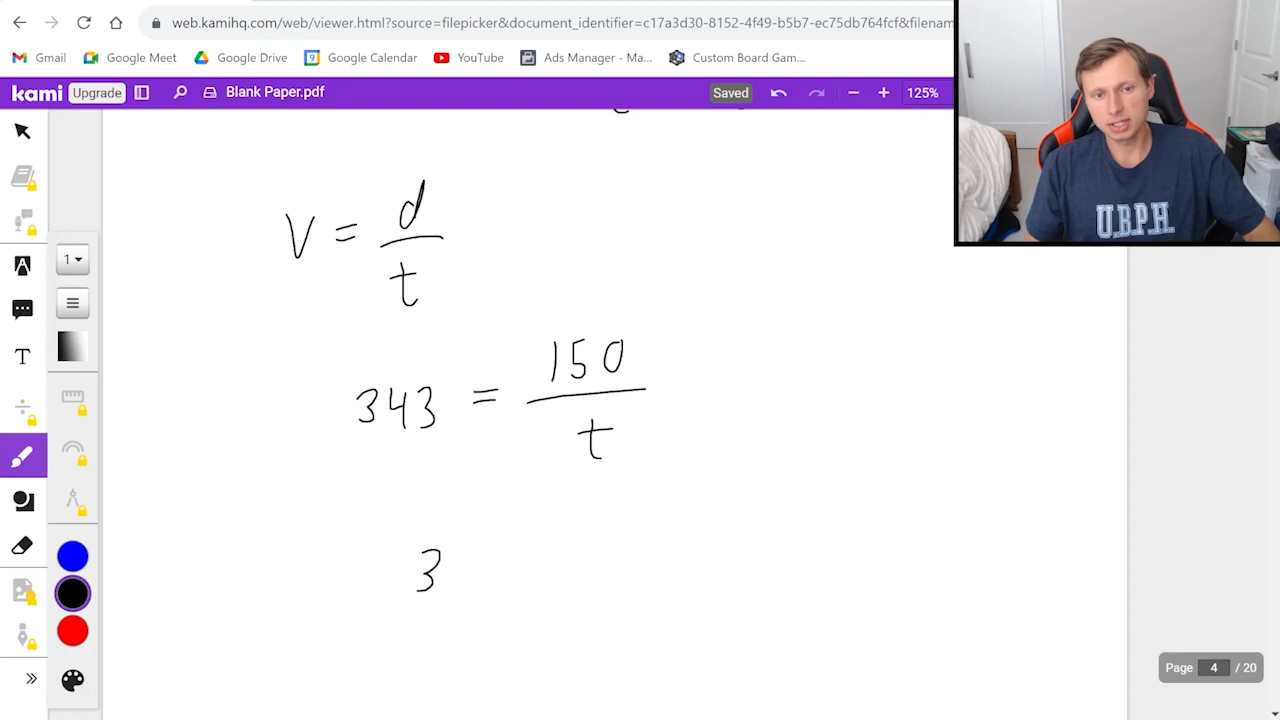 web.kamihq.com/web/viewer.html?source=filepicker&document_identifier=c17a3d30-8152-4f49-b5b7-ec75db764fcf&filenam
Gmail Google Meet Google Drive Google Calendar YouTube Ads Manager - Ma... Custom Board Gam...
kami Upgrade Blank Paper.pdf Saved 125%
U.B.P.H.
V = d/t
1
343 = 150/t
T
3
Page 4 / 20